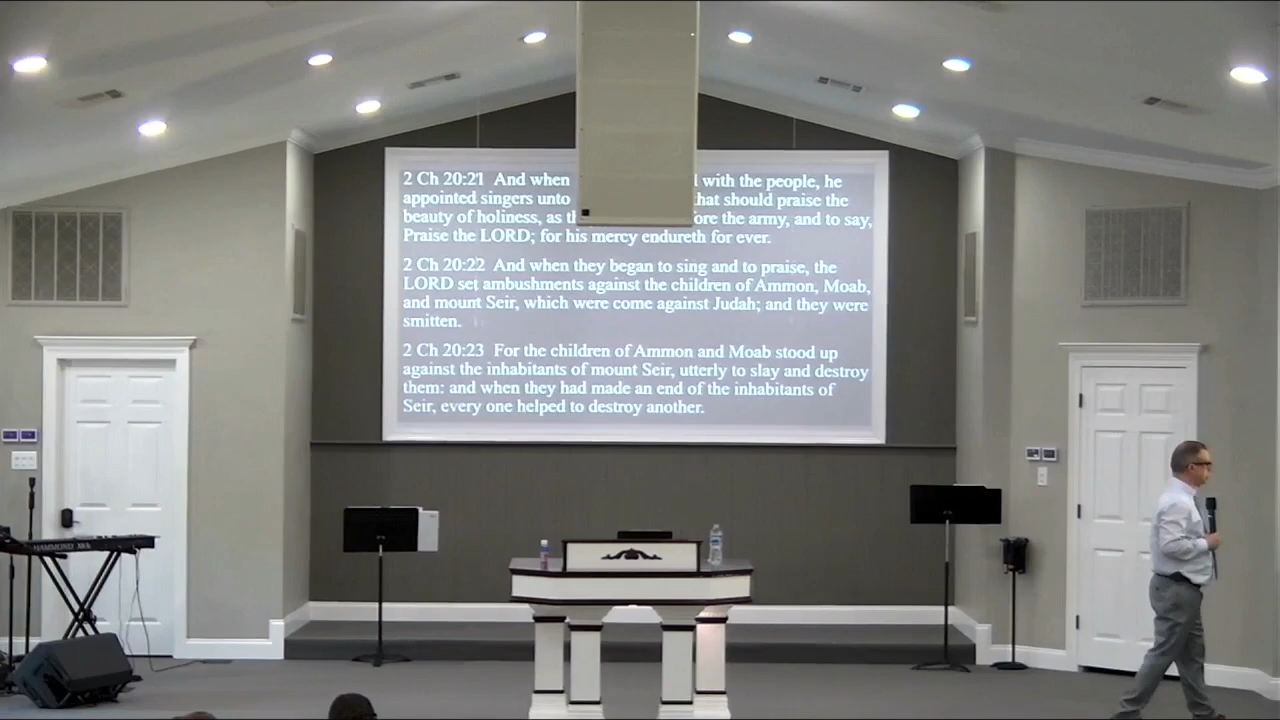 2 Ch 20:21 And when with the people, he
appointed singers unto that should praise the
beauty of holiness, as the army, and to say,
Praise the LORD; for his mercy endureth for ever.
2 Ch 20:22 And when they began to sing and to praise, the
LORD set ambushments against the children of Ammon, Moab,
and mount Seir, which were come against Judah; and they were
smitten.
2 Ch 20:23 For the children of Ammon and Moab stood up
against the inhabitants of mount Seir, utterly to slay and destroy
them: and when they had made an end of the inhabitants of
Seir, every one helped to destroy another.
HAMMOND